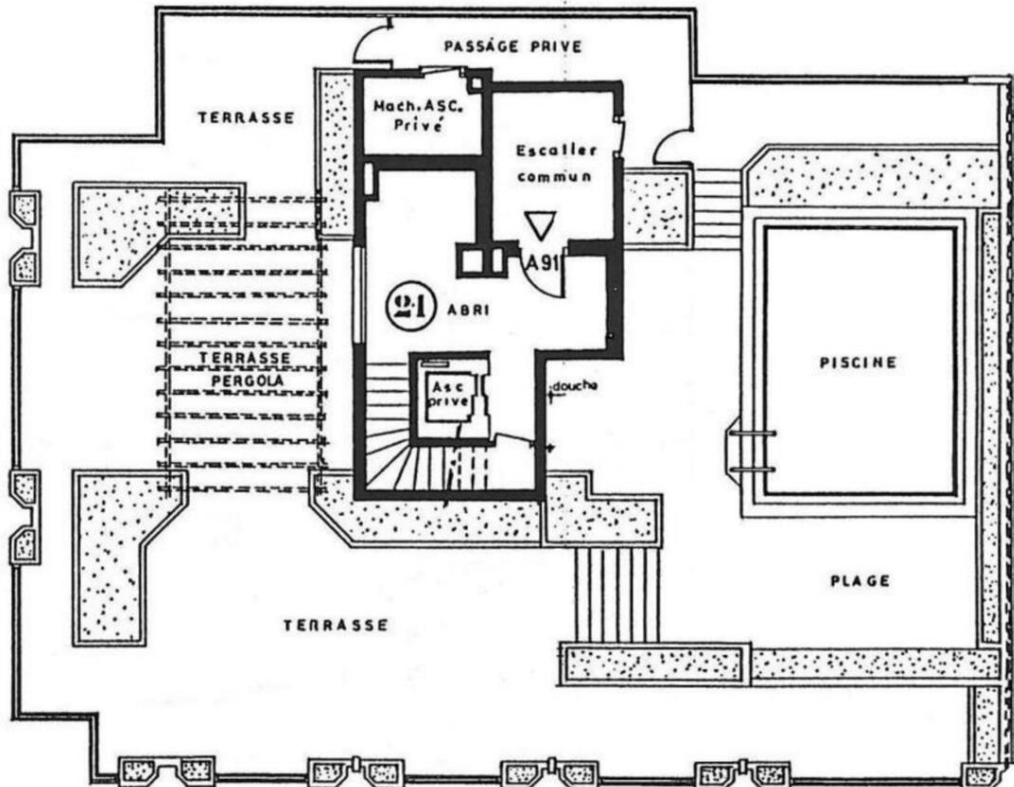 PASSAGE PRIVE
TERRASSE
Mach. ASC.
Privé
Escalier
commun
A91
21
ABRI
TERRASSE
PERGOLA
Asc
privé
douche
PISCINE
PLAGE
TERRASSE